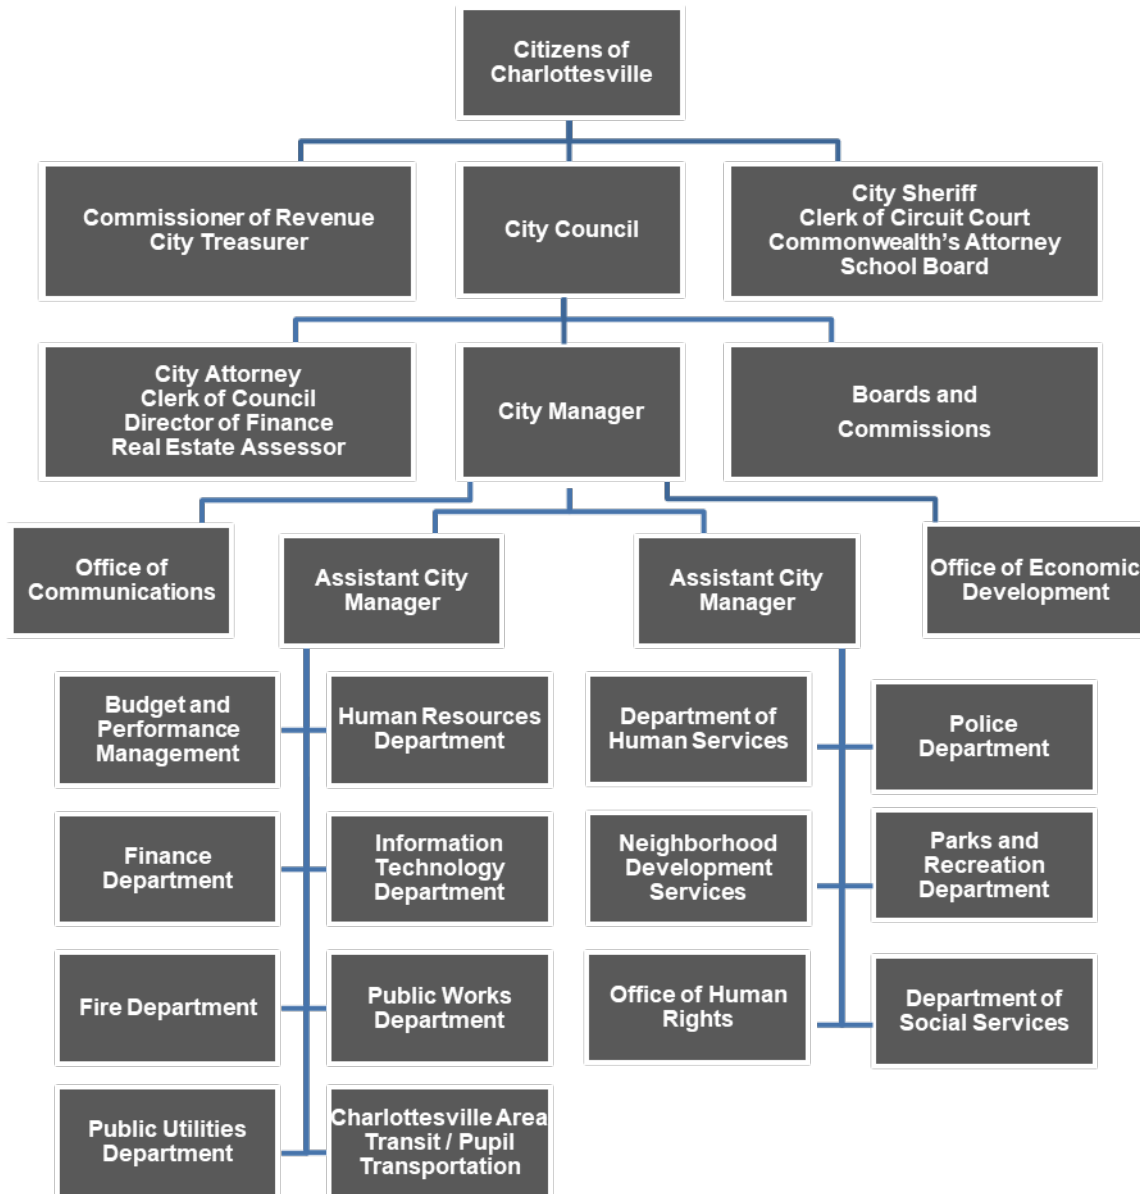 Citizens of
Charlottesville
Commissioner of Revenue
City Treasurer
City Council
City Sheriff
Clerk of Circuit Court
Commonwealth’s Attorney
School Board
City Attorney
Clerk of Council
Director of Finance
Real Estate Assessor
City Manager
Boards and
Commissions
Office of
Communications
Assistant City
Manager
Assistant City
Manager
Office of Economic
Development
Budget and
Performance
Management
Human Resources
Department
Department of
Human Services
Police
Department
Finance
Department
Information
Technology
Department
Neighborhood
Development
Services
Parks and
Recreation
Department
Fire Department
Public Works
Department
Office of Human
Rights
Department of
Social Services
Public Utilities
Department
Charlottesville Area
Transit / Pupil
Transportation